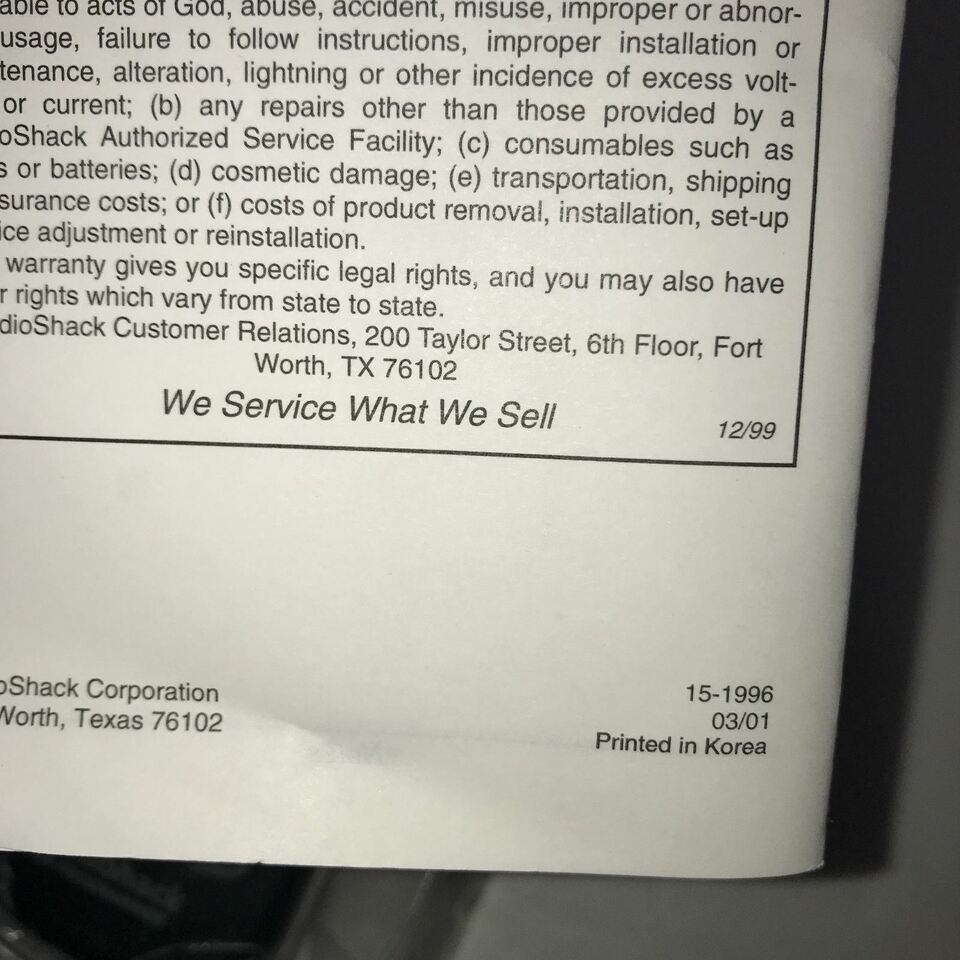 able to acts of God, abuse, accident, misuse, improper or abnor-
usage, failure to follow instructions, improper installation or
tenance, alteration, lightning or other incidence of excess volt-
or current; (b) any repairs other than those provided by a
oShack Authorized Service Facility; (c) consumables such as
s or batteries; (d) cosmetic damage; (e) transportation, shipping
surance costs; or (f) costs of product removal, installation, set-up
ice adjustment or reinstallation.
warranty gives you specific legal rights, and you may also have
r rights which vary from state to state.
dioShack Customer Relations, 200 Taylor Street, 6th Floor, Fort
Worth, TX 76102
We Service What We Sell
12/99
oShack Corporation
Worth, Texas 76102
15-1996
03/01
Printed in Korea